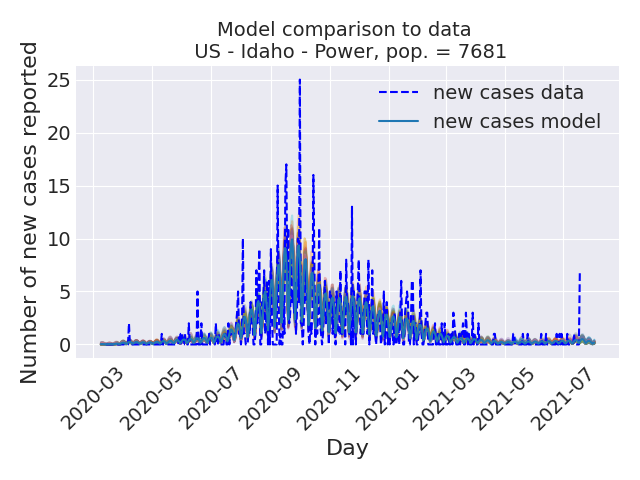 Model comparison to data
US - Idaho - Power, pop. = 7681
Number of new cases reported
25
20
15
10
5
0
new cases data
new cases model
2020-03
2020-05
2020-07
2020-09
2020-11
2021-01
2021-03
2021-05
2021-07
Day